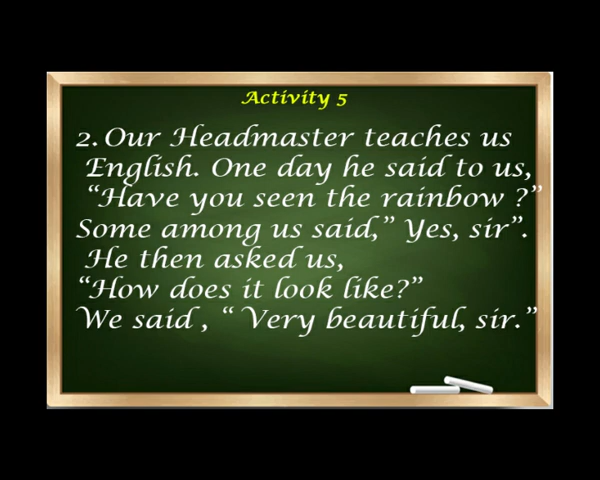 Activity 5
2. Our Headmaster teaches us
English. One day he said to us,
“Have you seen the rainbow ?”
Some among us said,” Yes, sir”.
He then asked us,
“How does it look like?”
We said , “ Very beautiful, sir.”